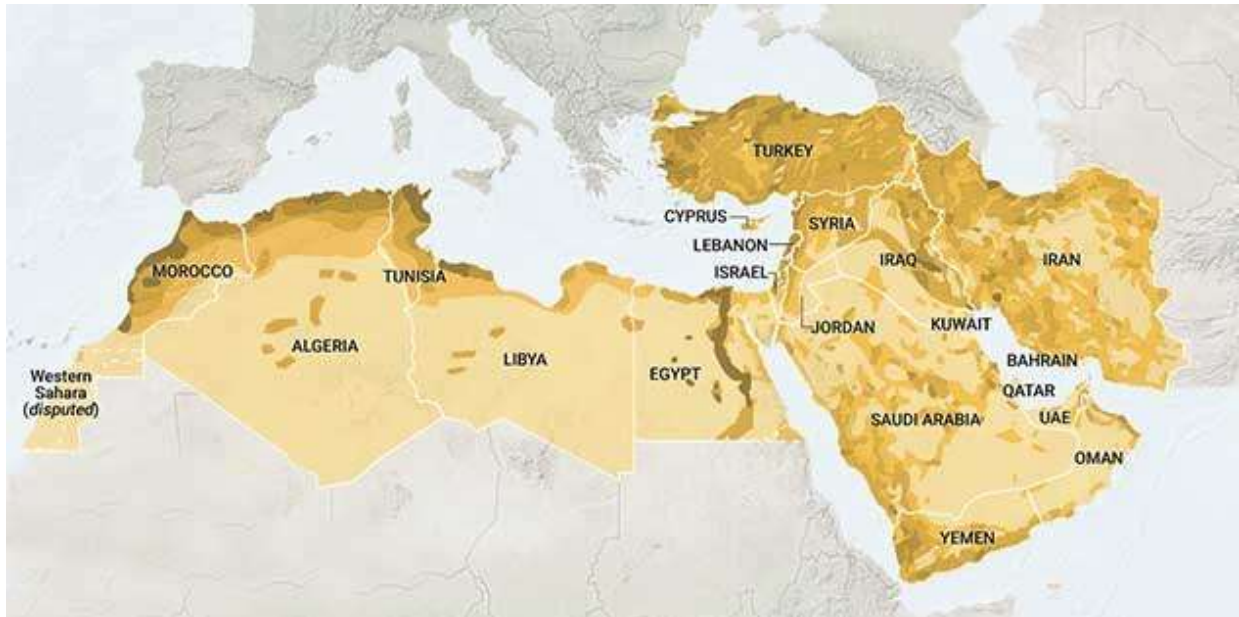 TURKEY
CYPRUS
SYRIA
LEBANON
ISRAEL
IRAQ
IRAN
MOROCCO
TUNISIA
JORDAN
KUWAIT
ALGERIA
LIBYA
EGYPT
BAHRAIN
Western
Sahara
(disputed)
QATAR
SAUDI ARABIA
UAE
OMAN
YEMEN